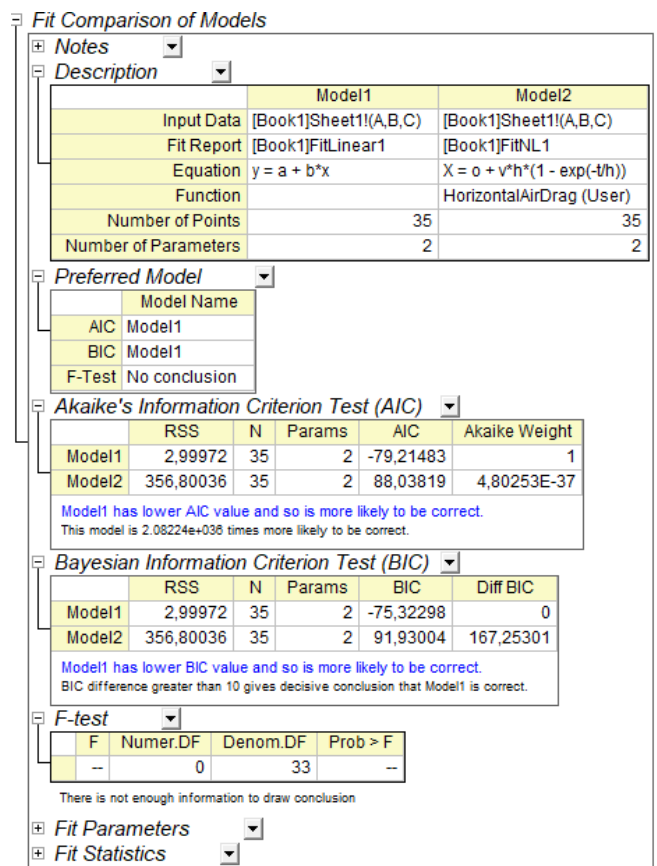 Fit Comparison of Models
Notes
Description
Model1 Model2
Input Data [Book1]Sheet1!(A,B,C) [Book1]Sheet1!(A,B,C)
Fit Report [Book1]FitLinear1 [Book1]FitNL1
Equation y = a + b*x X = o + v*h*(1 - exp(-t/h))
Function HorizontalAirDrag (User)
Number of Points 35 35
Number of Parameters 2 2
Preferred Model
Model Name
AIC Model1
BIC Model1
F-Test No conclusion
Akaike's Information Criterion Test (AIC)
RSS N Params AIC Akaike Weight
Model1 2,99972 35 2 -79,21483 1
Model2 356,80036 35 2 88,03819 4,80253E-37
Model1 has lower AIC value and so is more likely to be correct.
This model is 2.08224e+036 times more likely to be correct.
Bayesian Information Criterion Test (BIC)
RSS N Params BIC Diff BIC
Model1 2,99972 35 2 -75,32298 0
Model2 356,80036 35 2 91,93004 167,25301
Model1 has lower BIC value and so is more likely to be correct.
BIC difference greater than 10 gives decisive conclusion that Model1 is correct.
F-test
F Numer.DF Denom.DF Prob > F
-- 0 33 --
There is not enough information to draw conclusion
Fit Parameters
Fit Statistics